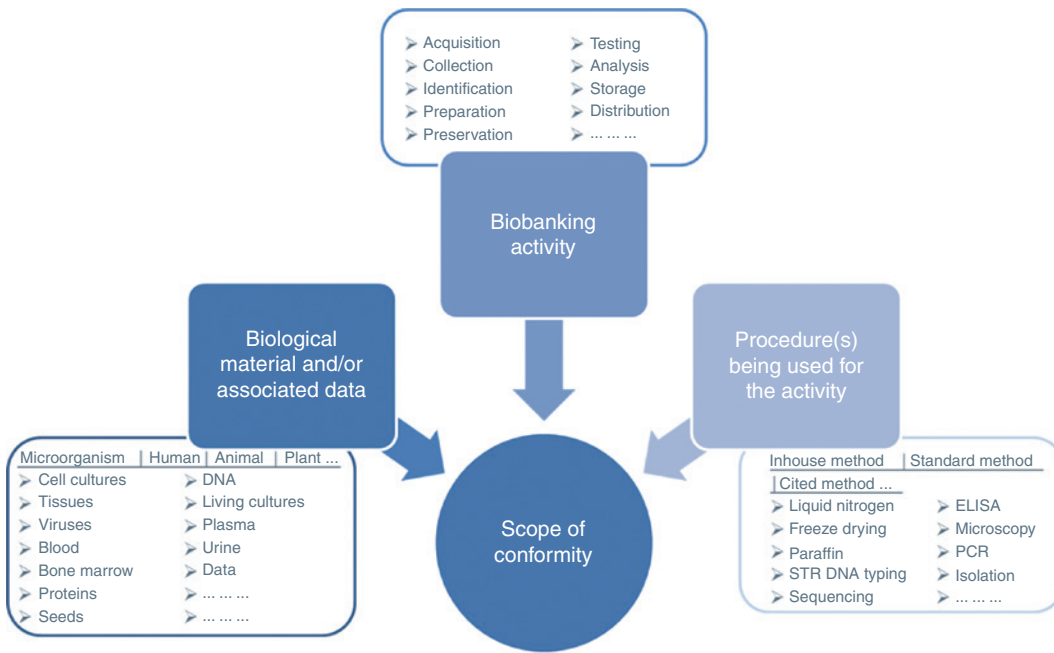 Acquisition
Collection
Identification
Preparation
Preservation
Testing
Analysis
Storage
Distribution
... ... ...
Biobanking
activity
Biological
material and/or
associated data
Procedure(s)
being used for
the activity
Microorganism | Human | Animal | Plant ...
Cell cultures
Tissues
Viruses
Blood
Bone marrow
Proteins
Seeds
DNA
Living cultures
Plasma
Urine
Data
... ... ...
... ... ...
Scope of
conformity
Inhouse method | Standard method
| Cited method ...
Liquid nitrogen
Freeze drying
Paraffin
STR DNA typing
Sequencing
ELISA
Microscopy
PCR
Isolation
... ... ...